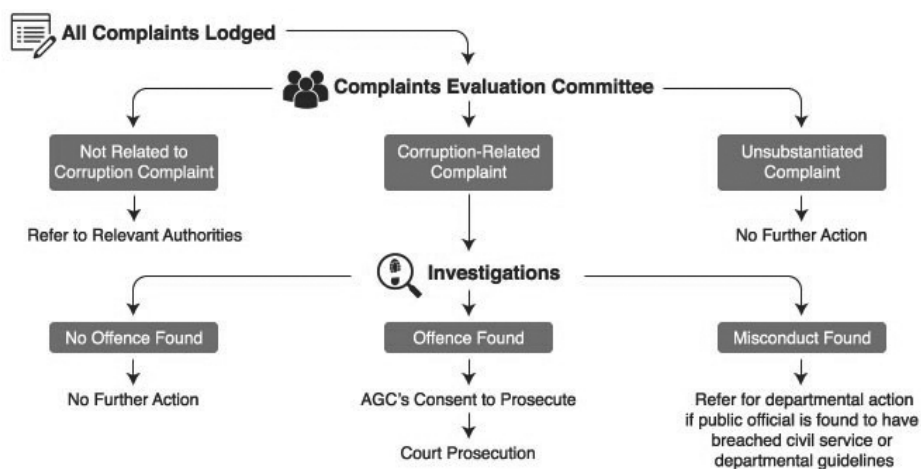 All Complaints Lodged
Complaints Evaluation Committee
Not Related to
Corruption Complaint
Corruption-Related
Complaint
Unsubstantiated
Complaint
Refer to Relevant Authorities
No Further Action
Investigations
No Offence Found
Offence Found
Misconduct Found
No Further Action
AGC's Consent to Prosecute
Court Prosecution
Refer for departmental action
if public official is found to have
breached civil service or
departmental guidelines